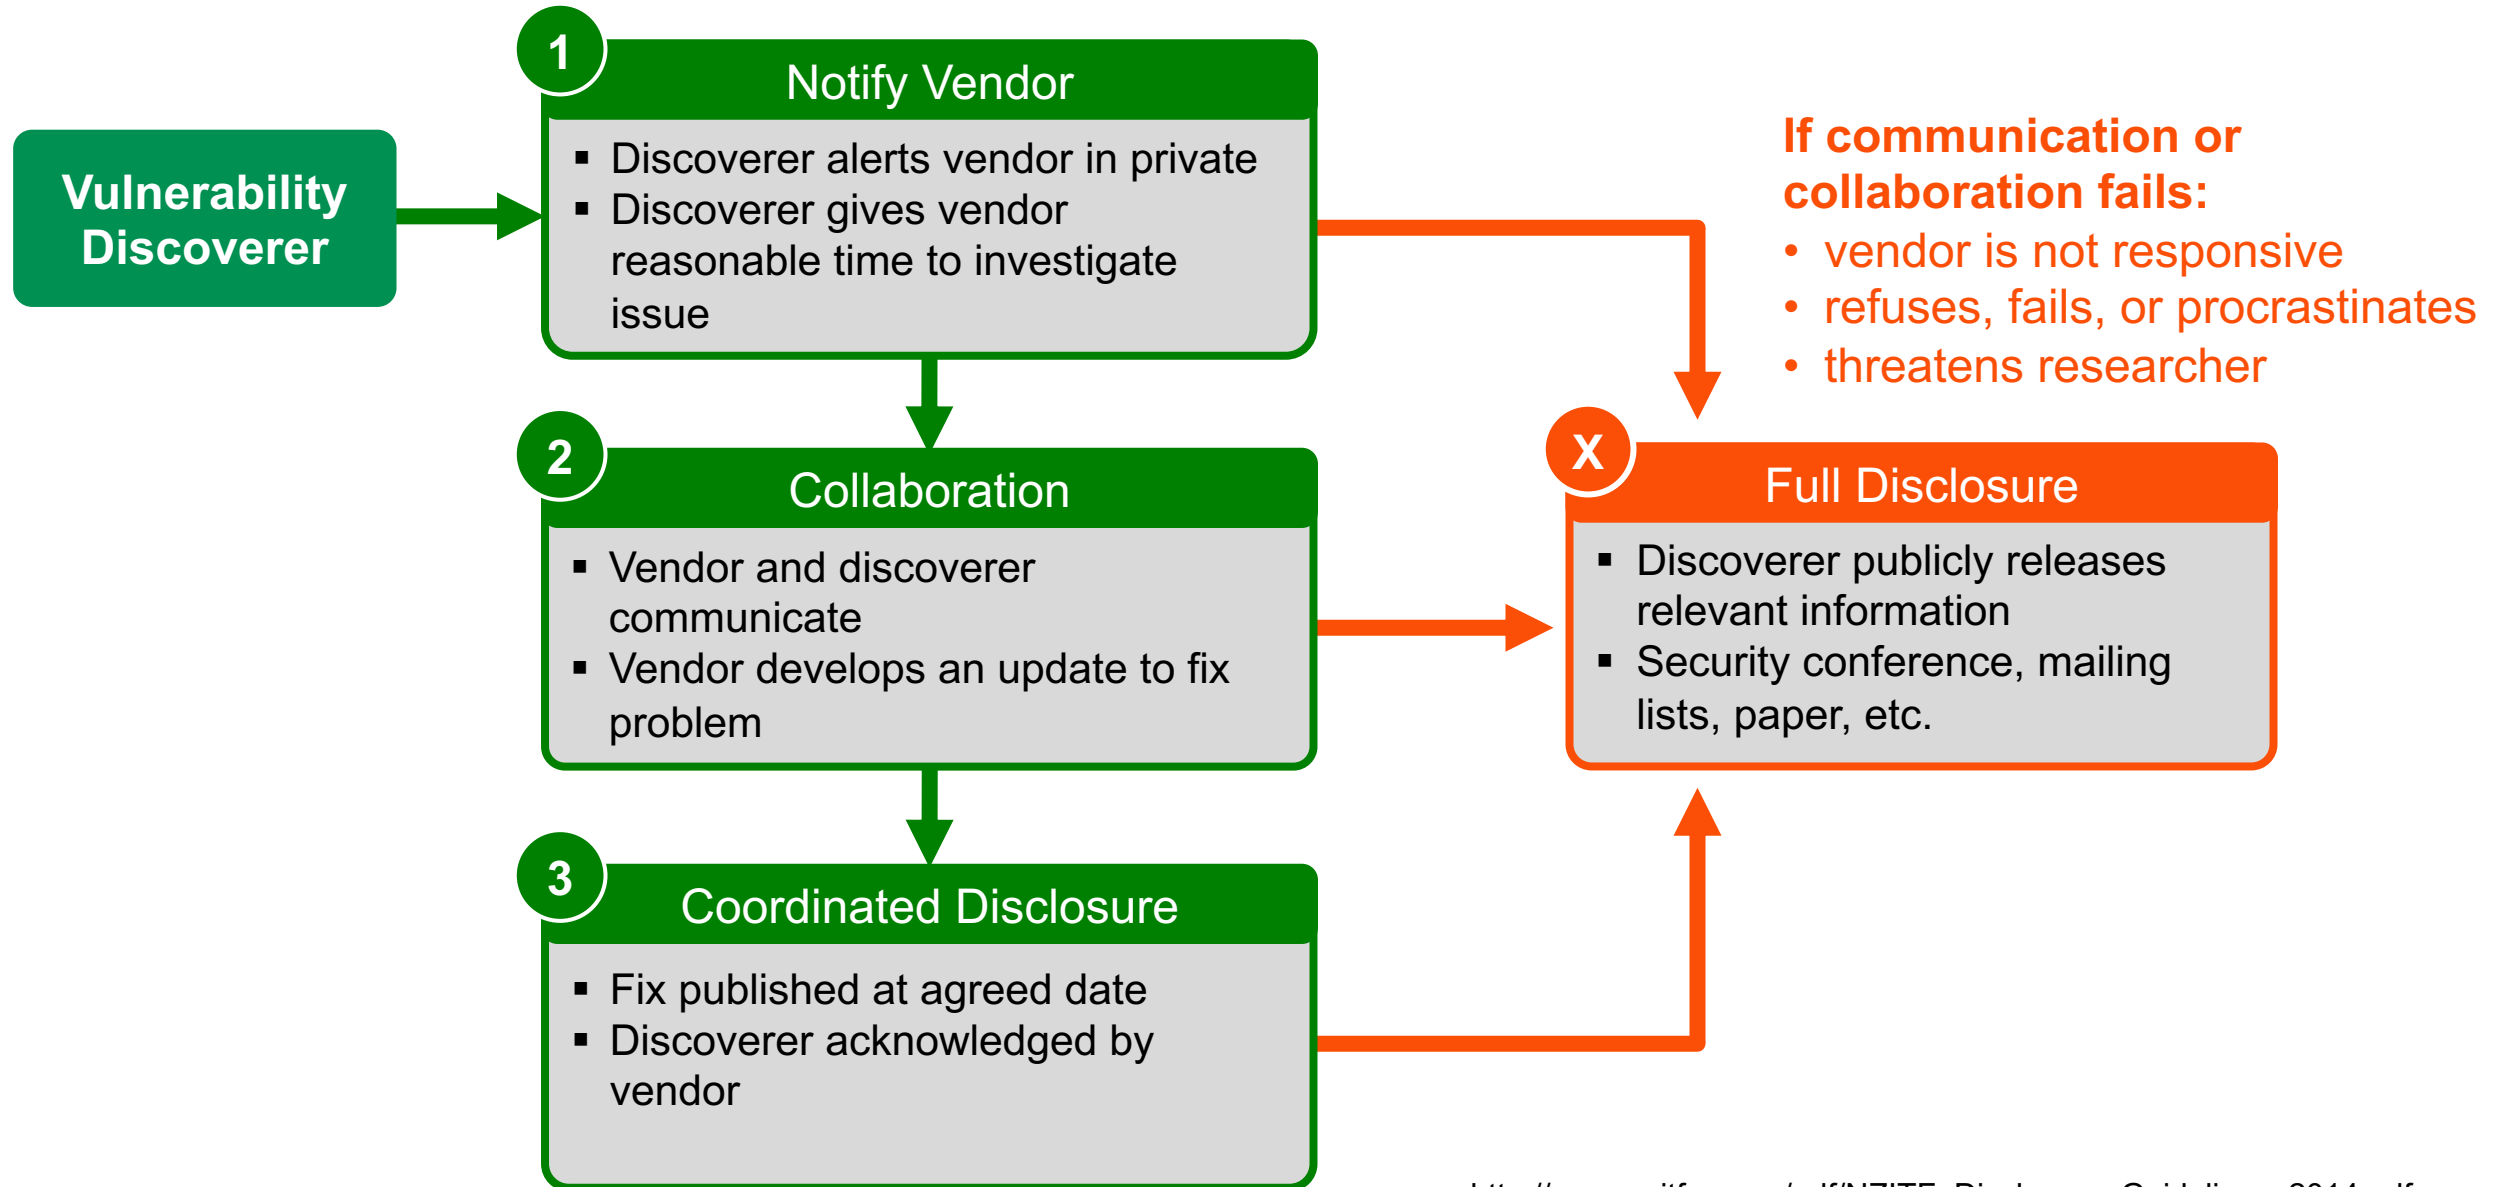 1
Notify Vendor
Vulnerability
Discoverer
▪ Discoverer alerts vendor in private
▪ Discoverer gives vendor
reasonable time to investigate
issue
If communication or
collaboration fails:
• vendor is not responsive
• refuses, fails, or procrastinates
• threatens researcher
2
Collaboration
▪ Vendor and discoverer
communicate
▪ Vendor develops an update to fix
problem
X
Full Disclosure
▪ Discoverer publicly releases
relevant information
▪ Security conference, mailing
lists, paper, etc.
3
Coordinated Disclosure
▪ Fix published at agreed date
▪ Discoverer acknowledged by
vendor